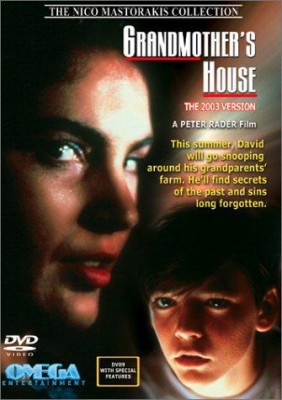 THE NICO MASTORAKIS COLLECTION
GRANDMOTHER'S
HOUSE
THE 2003 VERSION
A PETER RADER Film
This summer, David
will go snooping
around his grandparents'
farm. He'll find secrets
of the past and sins
long forgotten.
DVD
VIDEO
OMEGA
ENTERTAINMENT
DVD9
WITH SPECIAL
FEATURES